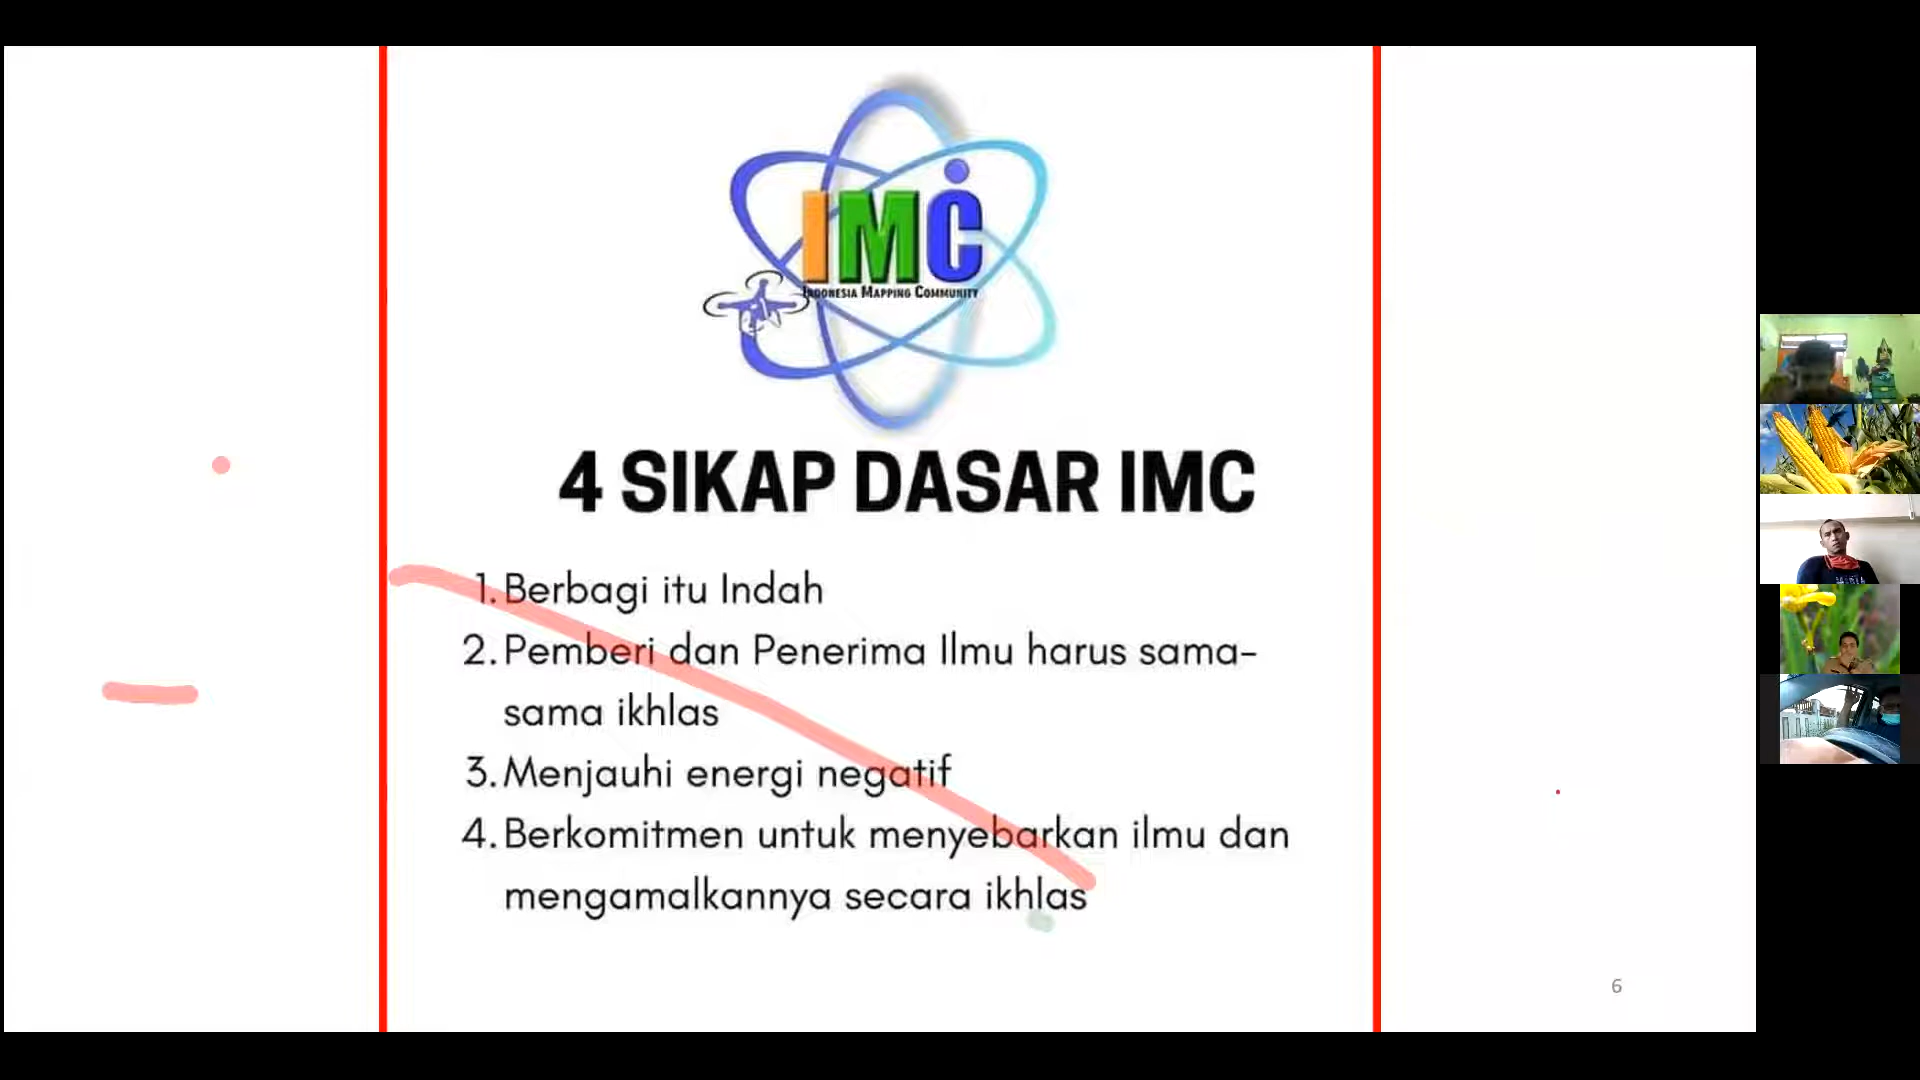 IMC
INDONESIA MAPPING COMMUNITY
4 SIKAP DASAR IMC
1. Berbagi itu Indah
2. Pemberi dan Penerima Ilmu harus sama-
sama ikhlas
3. Menjauhi energi negatif
4. Berkomitmen untuk menyebarkan ilmu dan
mengamalkannya secara ikhlas
6